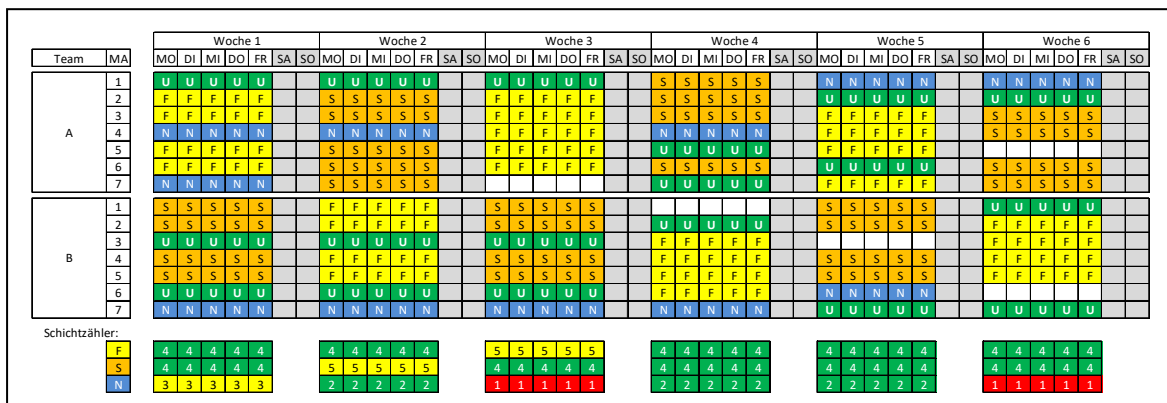 Woche 1 Woche 2 Woche 3 Woche 4 Woche 5 Woche 6
Team MA MO DI MI DO FR SA SO MO DI MI DO FR SA SO MO DI MI DO FR SA SO MO DI MI DO FR SA SO MO DI MI DO FR SA SO MO DI MI DO FR SA SO
1 U U U U U U U U U U U U U U U S S S S S N N N N N N N N N N
2 F F F F F S S S S S F F F F F S S S S S U U U U U U U U U U
3 F F F F F S S S S S F F F F F S S S S S F F F F F S S S S S
A 4 N N N N N N N N N N F F F F F N N N N N F F F F F S S S S S
5 F F F F F S S S S S F F F F F U U U U U F F F F F
6 F F F F F S S S S S F F F F F S S S S S U U U U U S S S S S
7 N N N N N S S S S S U U U U U F F F F F S S S S S
1 S S S S S F F F F F S S S S S S S S S S U U U U U
2 S S S S S F F F F F S S S S S U U U U U S S S S S F F F F F
3 U U U U U U U U U U U U U U U F F F F F F F F F F
B 4 S S S S S F F F F F S S S S S F F F F F S S S S S F F F F F
5 S S S S S F F F F F S S S S S F F F F F S S S S S F F F F F
6 U U U U U U U U U U U U U U U F F F F F N N N N N
7 N N N N N N N N N N N N N N N N N N N N U U U U U U U U U U
Schichtzähler:
F 4 4 4 4 4 4 4 4 4 4 5 5 5 5 5 4 4 4 4 4 4 4 4 4 4 4 4 4 4 4
S 4 4 4 4 4 5 5 5 5 5 4 4 4 4 4 4 4 4 4 4 4 4 4 4 4 4 4 4 4 4
N 3 3 3 3 3 2 2 2 2 2 1 1 1 1 1 2 2 2 2 2 2 2 2 2 2 1 1 1 1 1